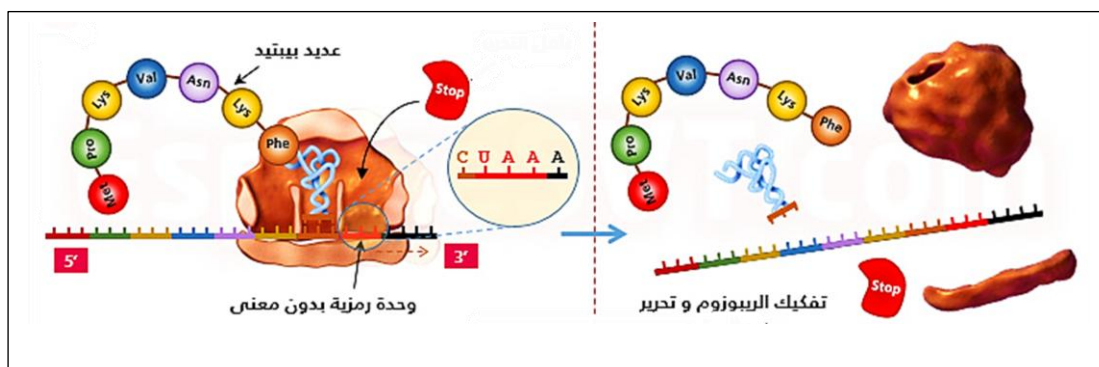 عديد بيبتيد
Met
Pro
Lys
Val
Asn
Lys
Phe
Stop
C U A A A
5'
3'
وحدة رمزية بدون معنى
Met
Pro
Lys
Val
Asn
Lys
Phe
Stop
تفكيك الريبوزوم و تحرير